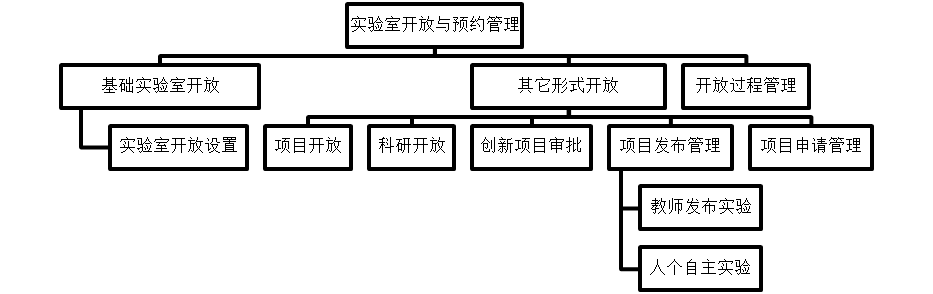 实验室开放与预约管理
基础实验室开放
其它形式开放
开放过程管理
实验室开放设置
项目开放
科研开放
创新项目审批
项目发布管理
项目申请管理
教师发布实验
人个自主实验